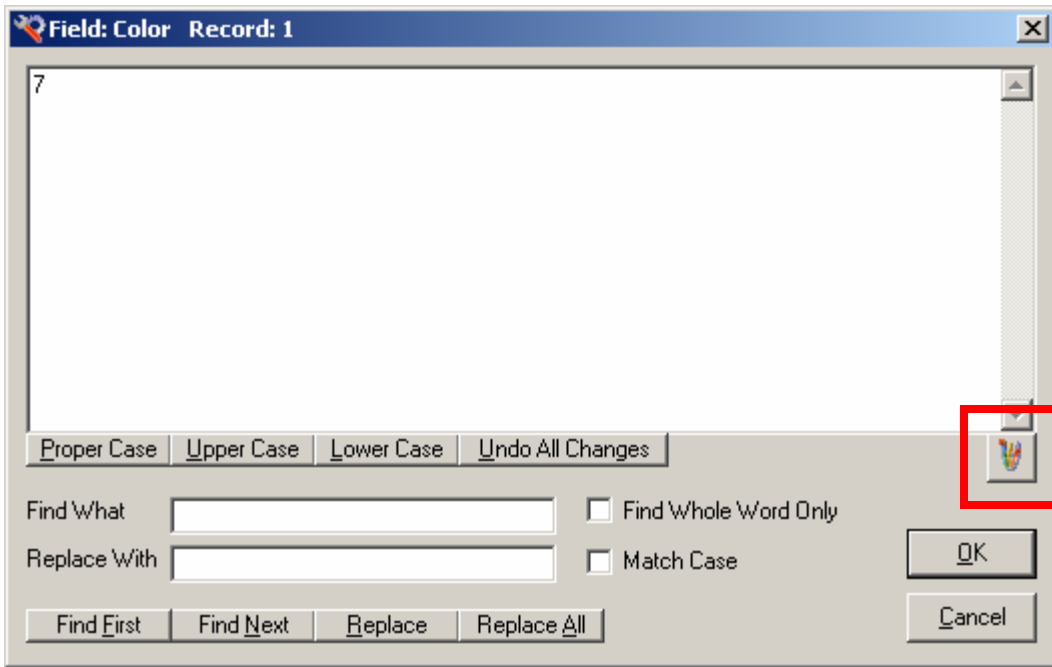 Field: Color Record: 1
7
Proper Case Upper Case Lower Case Undo All Changes
Find What Find Whole Word Only
Replace With Match Case
OK
Find First Find Next Replace Replace All
Cancel